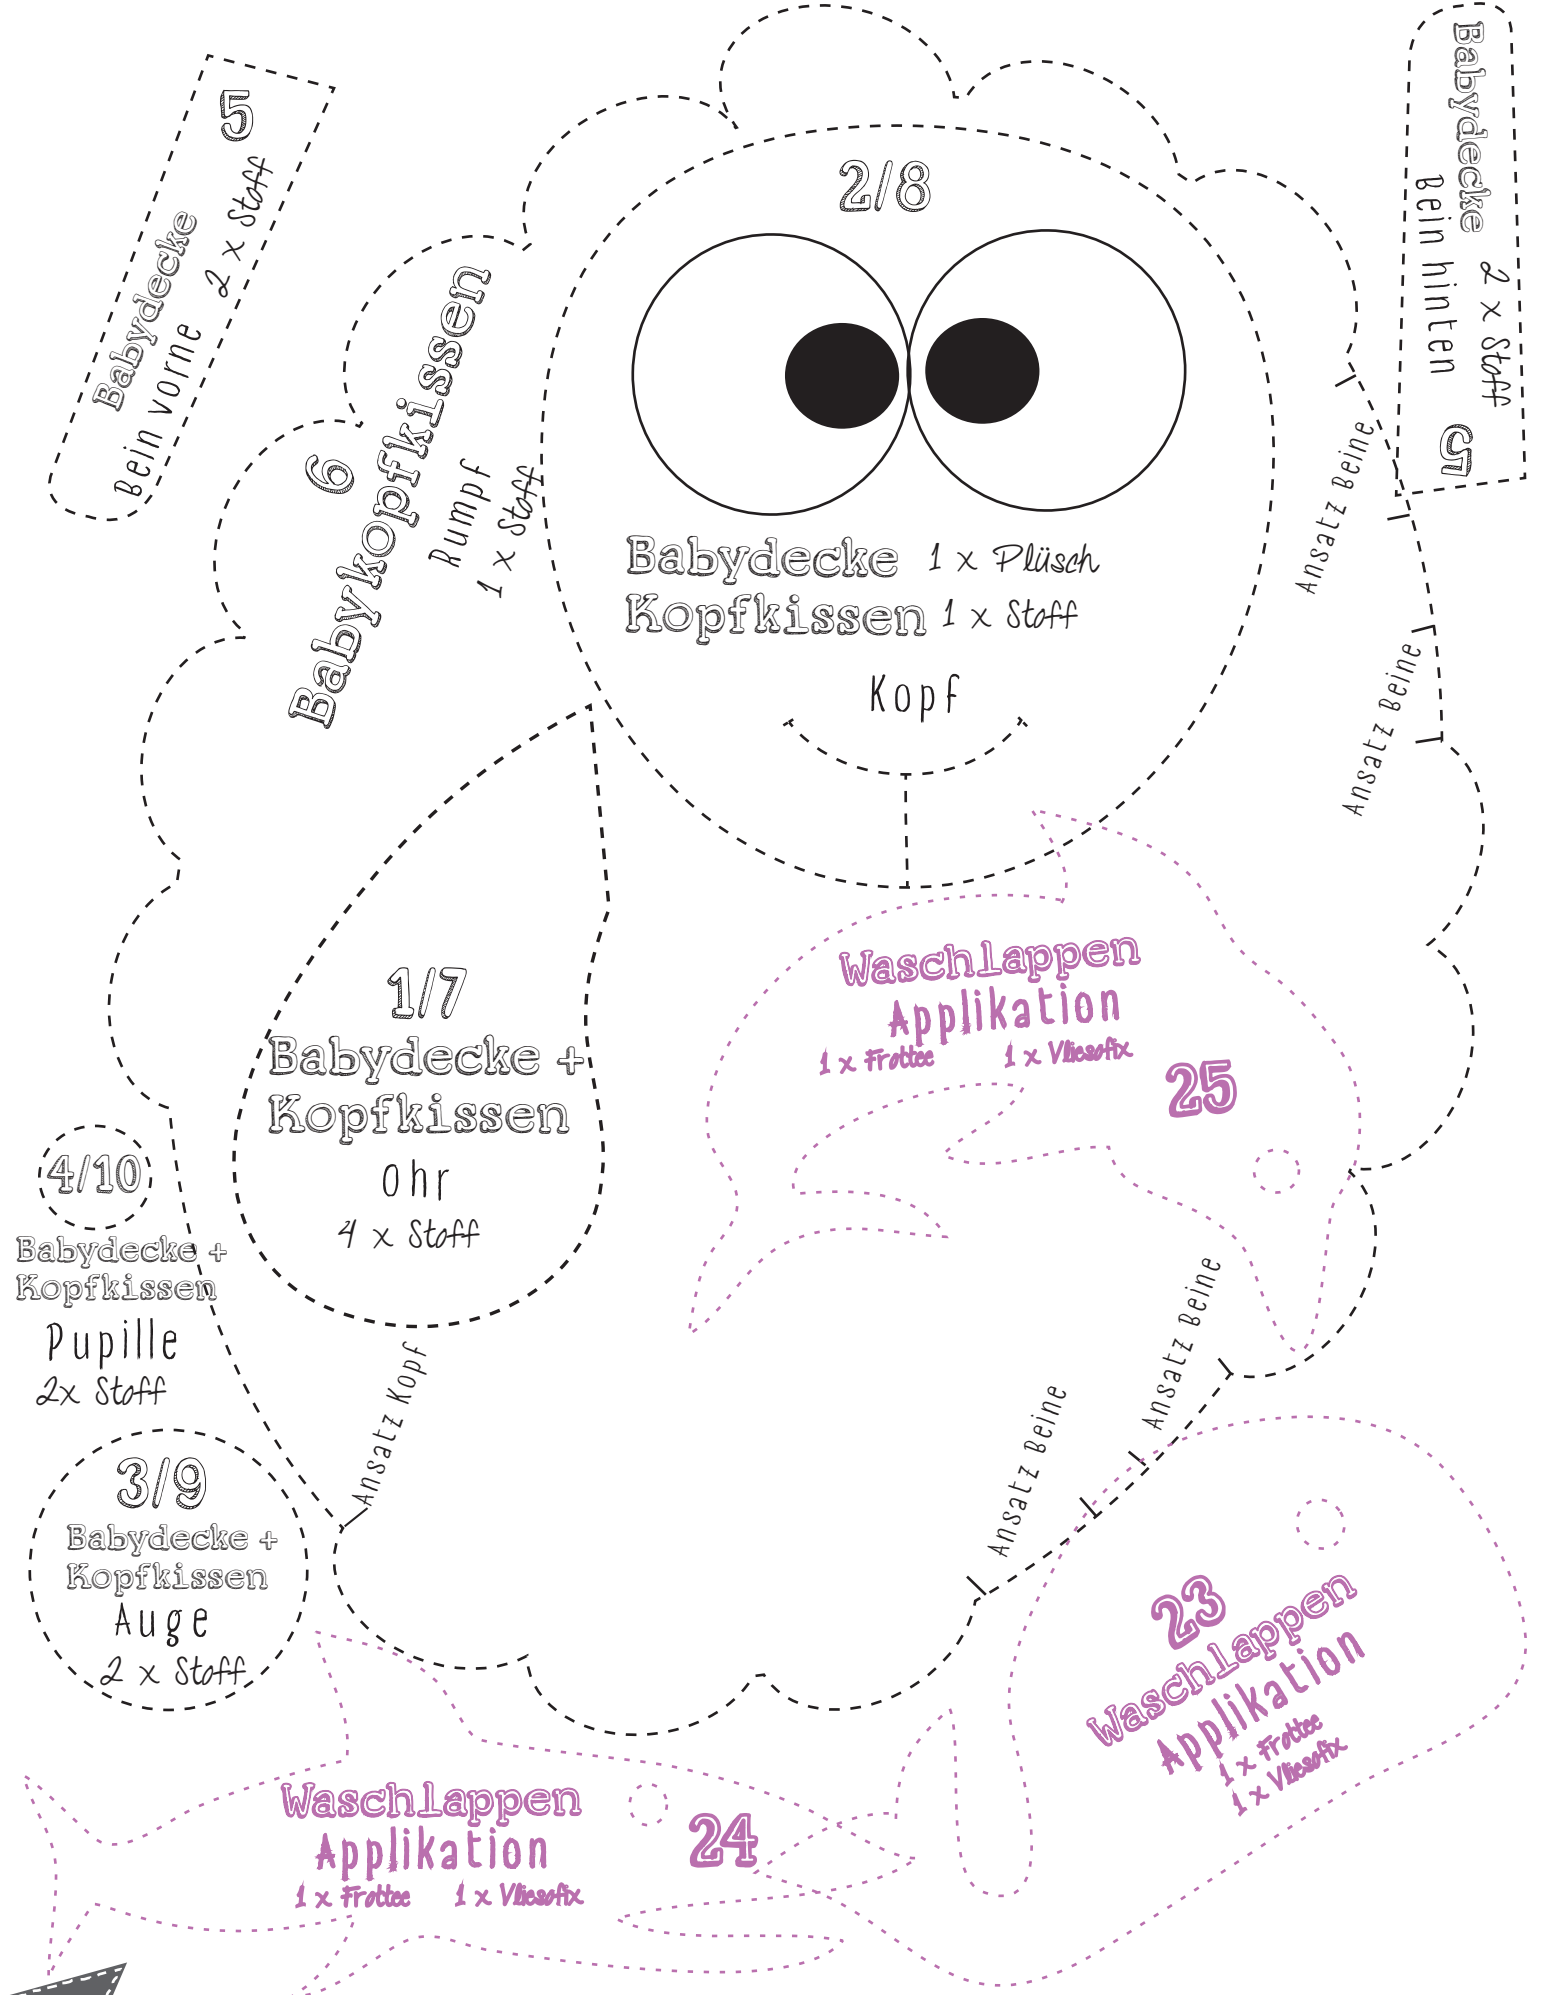 5
2 x Stoff
Babydecke
Bein vorne
Babydecke
2 x Stoff
Bein hinten
5
2/8
Babydecke 1 x Plüsch
Kopfkissen 1 x Stoff
Kopf
6
Babykopfkissen
Rumpf
1 x Stoff
Ansatz Beine
Ansatz Beine
1/7
Babydecke +
Kopfkissen
Ohr
4 x Stoff
Waschlappen
Applikation
1 x Frottee 1 x Vliesofix
25
4/10
Babydecke +
Kopfkissen
Pupille
2x Stoff
Ansatz Kopf
Ansatz Beine
Ansatz Beine
3/9
Babydecke +
Kopfkissen
Auge
2 x Stoff
23
Waschlappen
Applikation
1 x Frottee
1 x Vliesofix
Waschlappen
Applikation
1 x Frottee 1 x Vliesofix
24